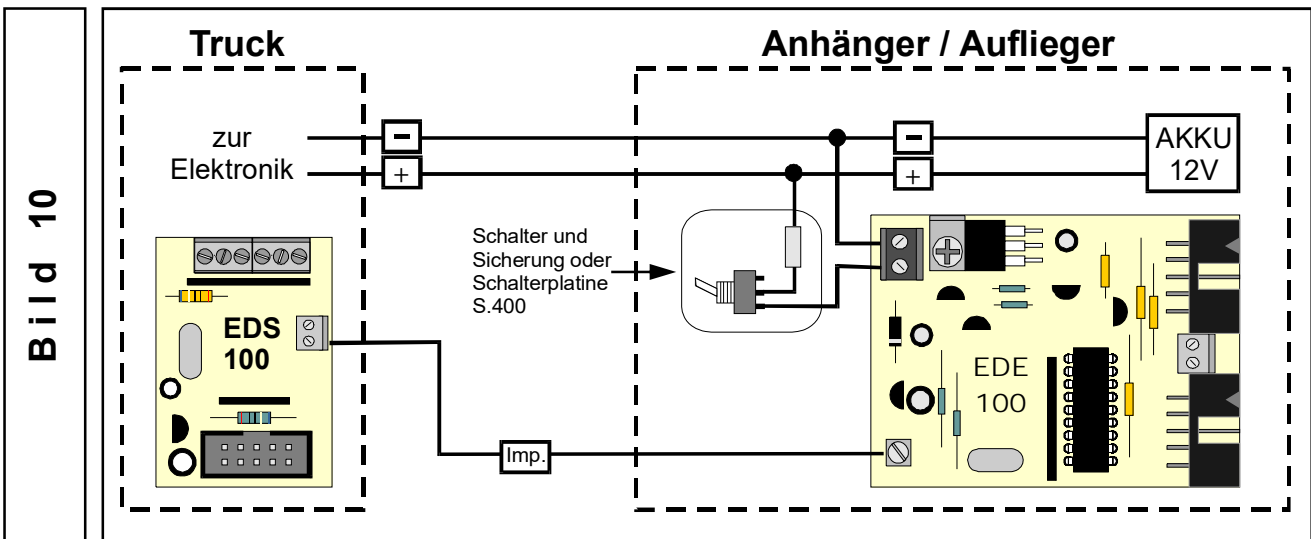 Bild 10
Truck
Anhänger / Auflieger
zur
Elektronik
−
+
−
+
AKKU
12V
Schalter und
Sicherung oder
Schalterplatine
S.400
EDS
100
EDE
100
Imp.